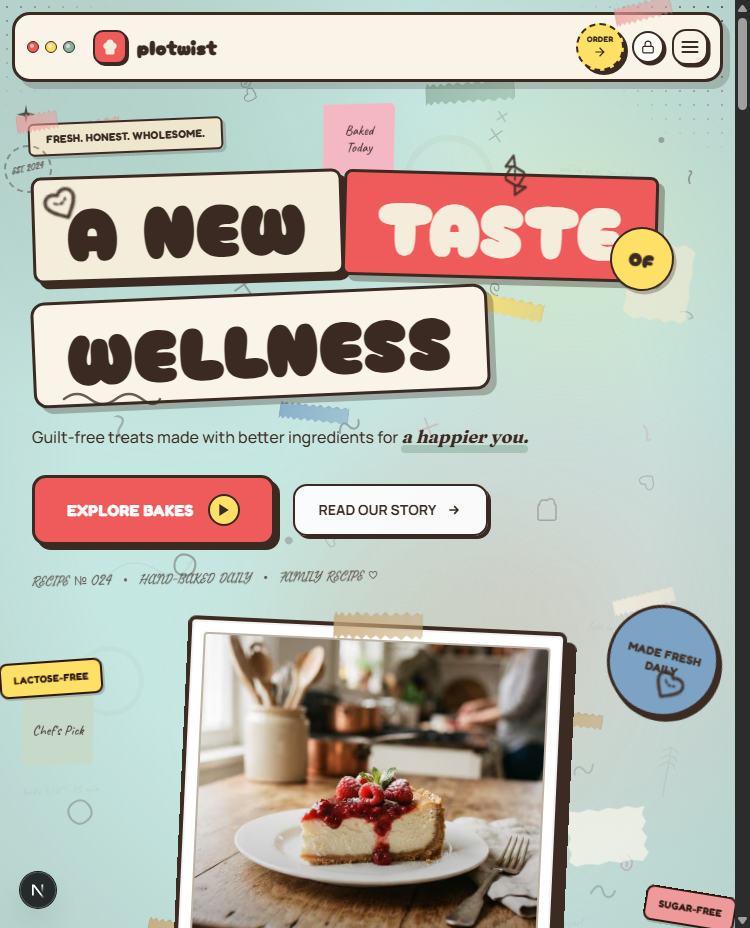 plotwist
ORDER
→
FRESH. HONEST. WHOLESOME.
Baked
Today
EST. 2024
A NEW
TASTE
OF
WELLNESS
Guilt-free treats made with better ingredients for a happier you.
EXPLORE BAKES
READ OUR STORY →
RECIPE № 024 • HAND-BAKED DAILY • FAMILY RECIPE ♡
MADE FRESH
DAILY
LACTOSE-FREE
Chef's Pick
N
SUGAR-FREE